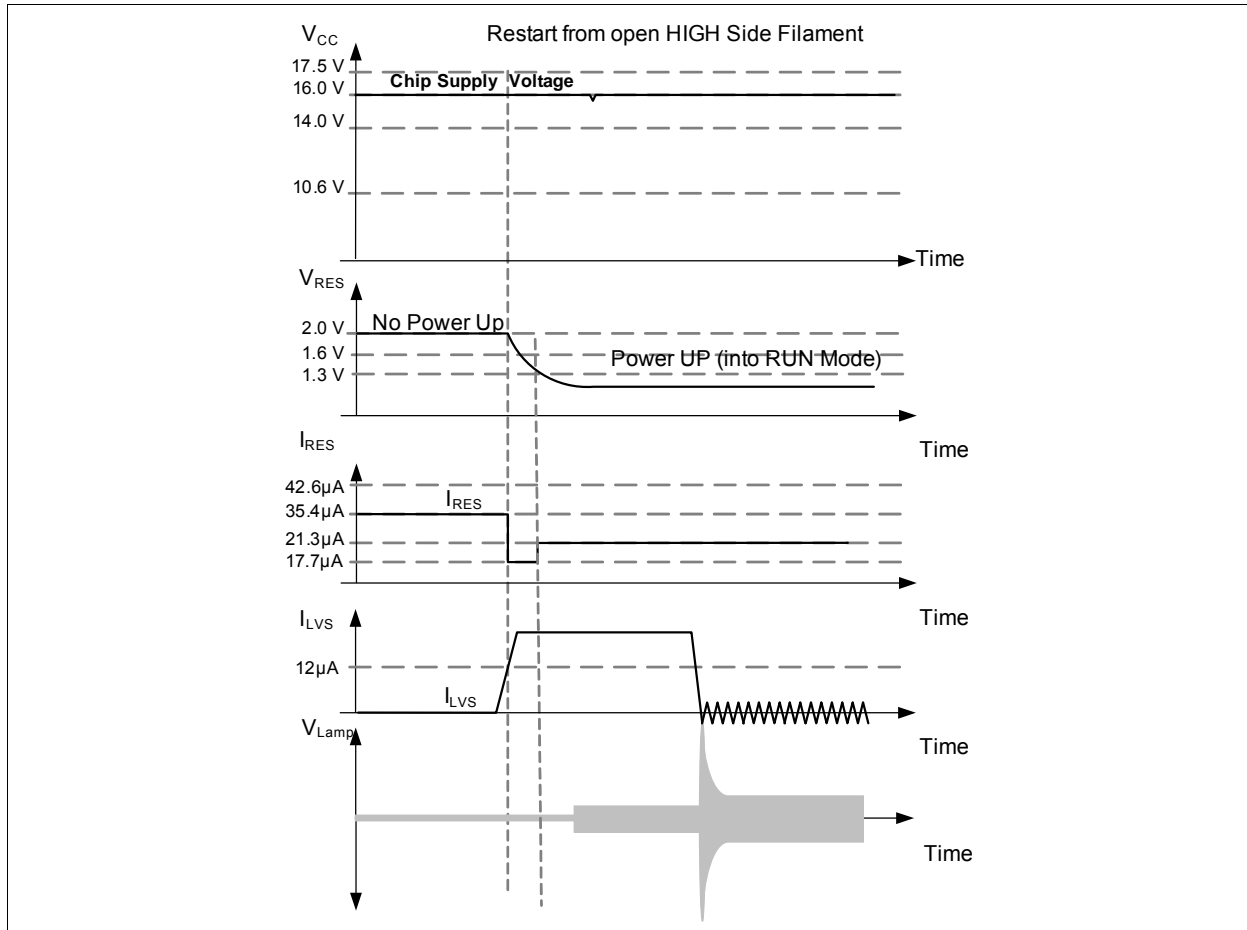 Restart from open HIGH Side Filament
VCC
17.5 V
Chip Supply Voltage
16.0 V
14.0 V
10.6 V
Time
VRES
No Power Up
2.0 V
1.6 V
Power UP (into RUN Mode)
1.3 V
Time
IRES
42.6µA
IRES
35.4µA
21.3µA
17.7µA
Time
ILVS
12µA
ILVS
Time
VLamp
Time